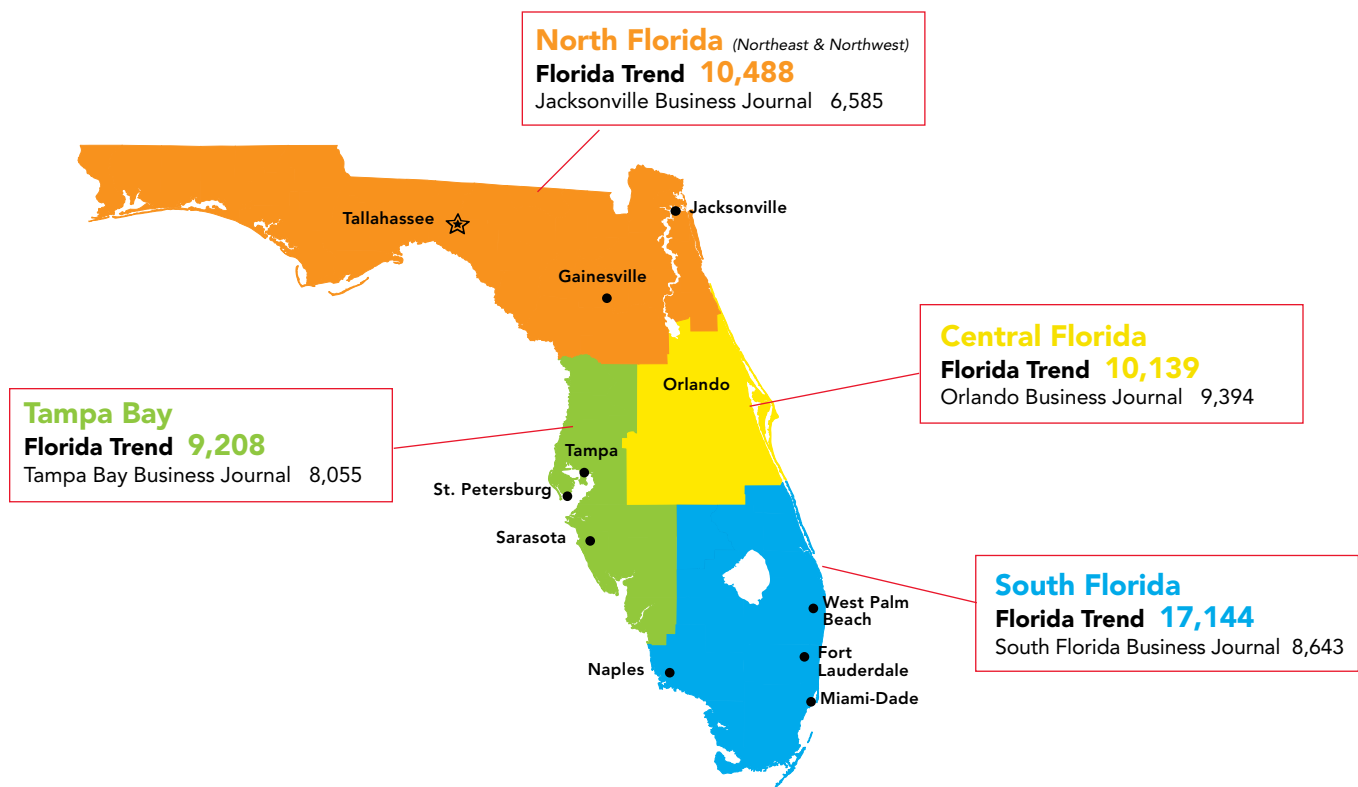 North Florida (Northeast & Northwest)
Florida Trend 10,488
Jacksonville Business Journal 6,585
Tallahassee
Jacksonville
Gainesville
Central Florida
Florida Trend 10,139
Orlando Business Journal 9,394
Orlando
Tampa Bay
Florida Trend 9,208
Tampa Bay Business Journal 8,055
Tampa
St. Petersburg
Sarasota
South Florida
Florida Trend 17,144
South Florida Business Journal 8,643
West Palm
Beach
Fort
Lauderdale
Naples
Miami-Dade